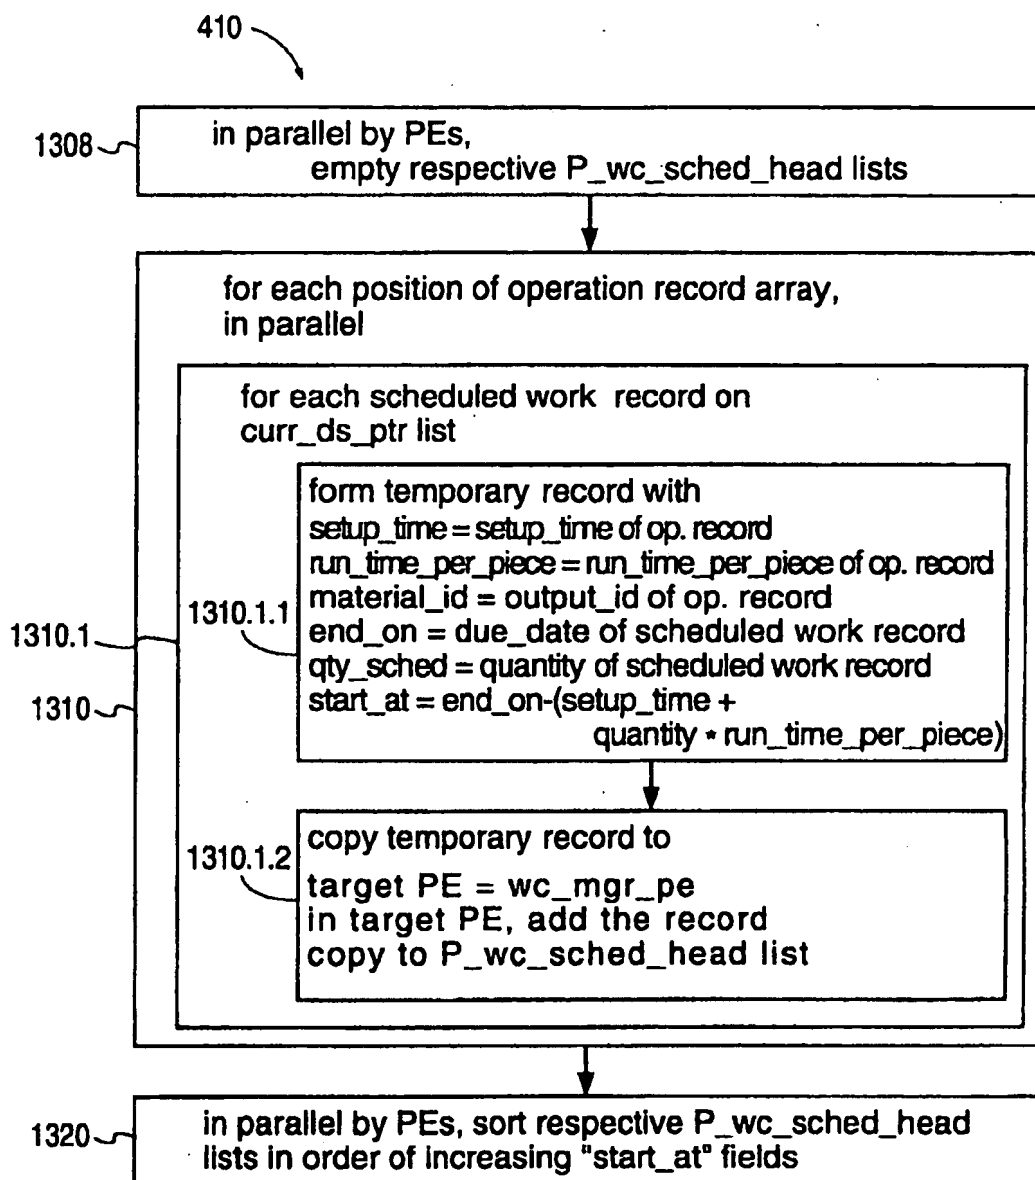 410
1308
in parallel by PEs,
empty respective P_wc_sched_head lists
for each position of operation record array,
in parallel
for each scheduled work record on
curr_ds_ptr list
form temporary record with
setup_time = setup_time of op. record
run_time_per_piece = run_time_per_piece of op. record
1310.1.1
material_id = output_id of op. record
1310.1
end_on = due_date of scheduled work record
qty_sched = quantity of scheduled work record
1310
start_at = end_on-(setup_time +
quantity * run_time_per_piece)
copy temporary record to
1310.1.2
target PE = wc_mgr_pe
in target PE, add the record
copy to P_wc_sched_head list
1320
in parallel by PEs, sort respective P_wc_sched_head
lists in order of increasing "start_at" fields